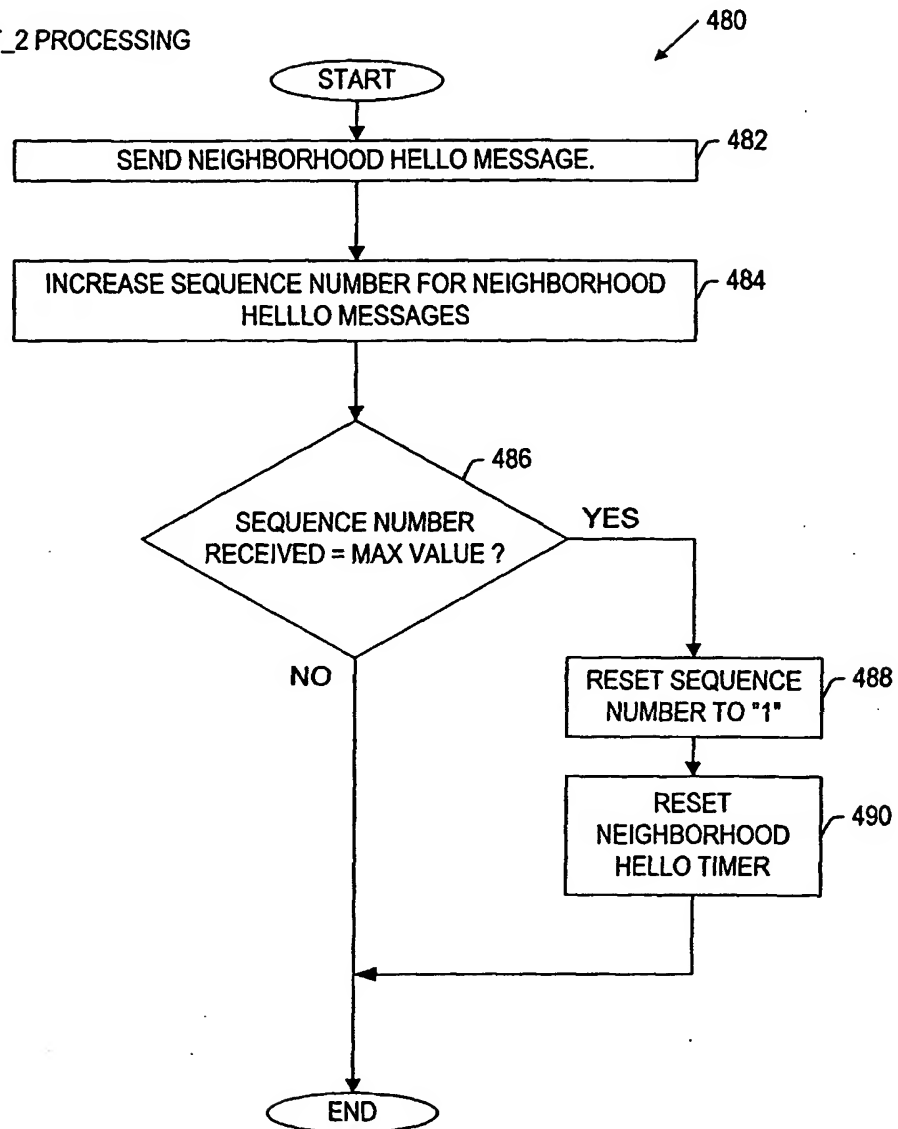 480
_2 PROCESSING
START
SEND NEIGHBORHOOD HELLO MESSAGE.
482
INCREASE SEQUENCE NUMBER FOR NEIGHBORHOOD
HELLLO MESSAGES
484
486
SEQUENCE NUMBER
RECEIVED = MAX VALUE ?
YES
NO
RESET SEQUENCE
NUMBER TO "1"
488
RESET
NEIGHBORHOOD
HELLO TIMER
490
END